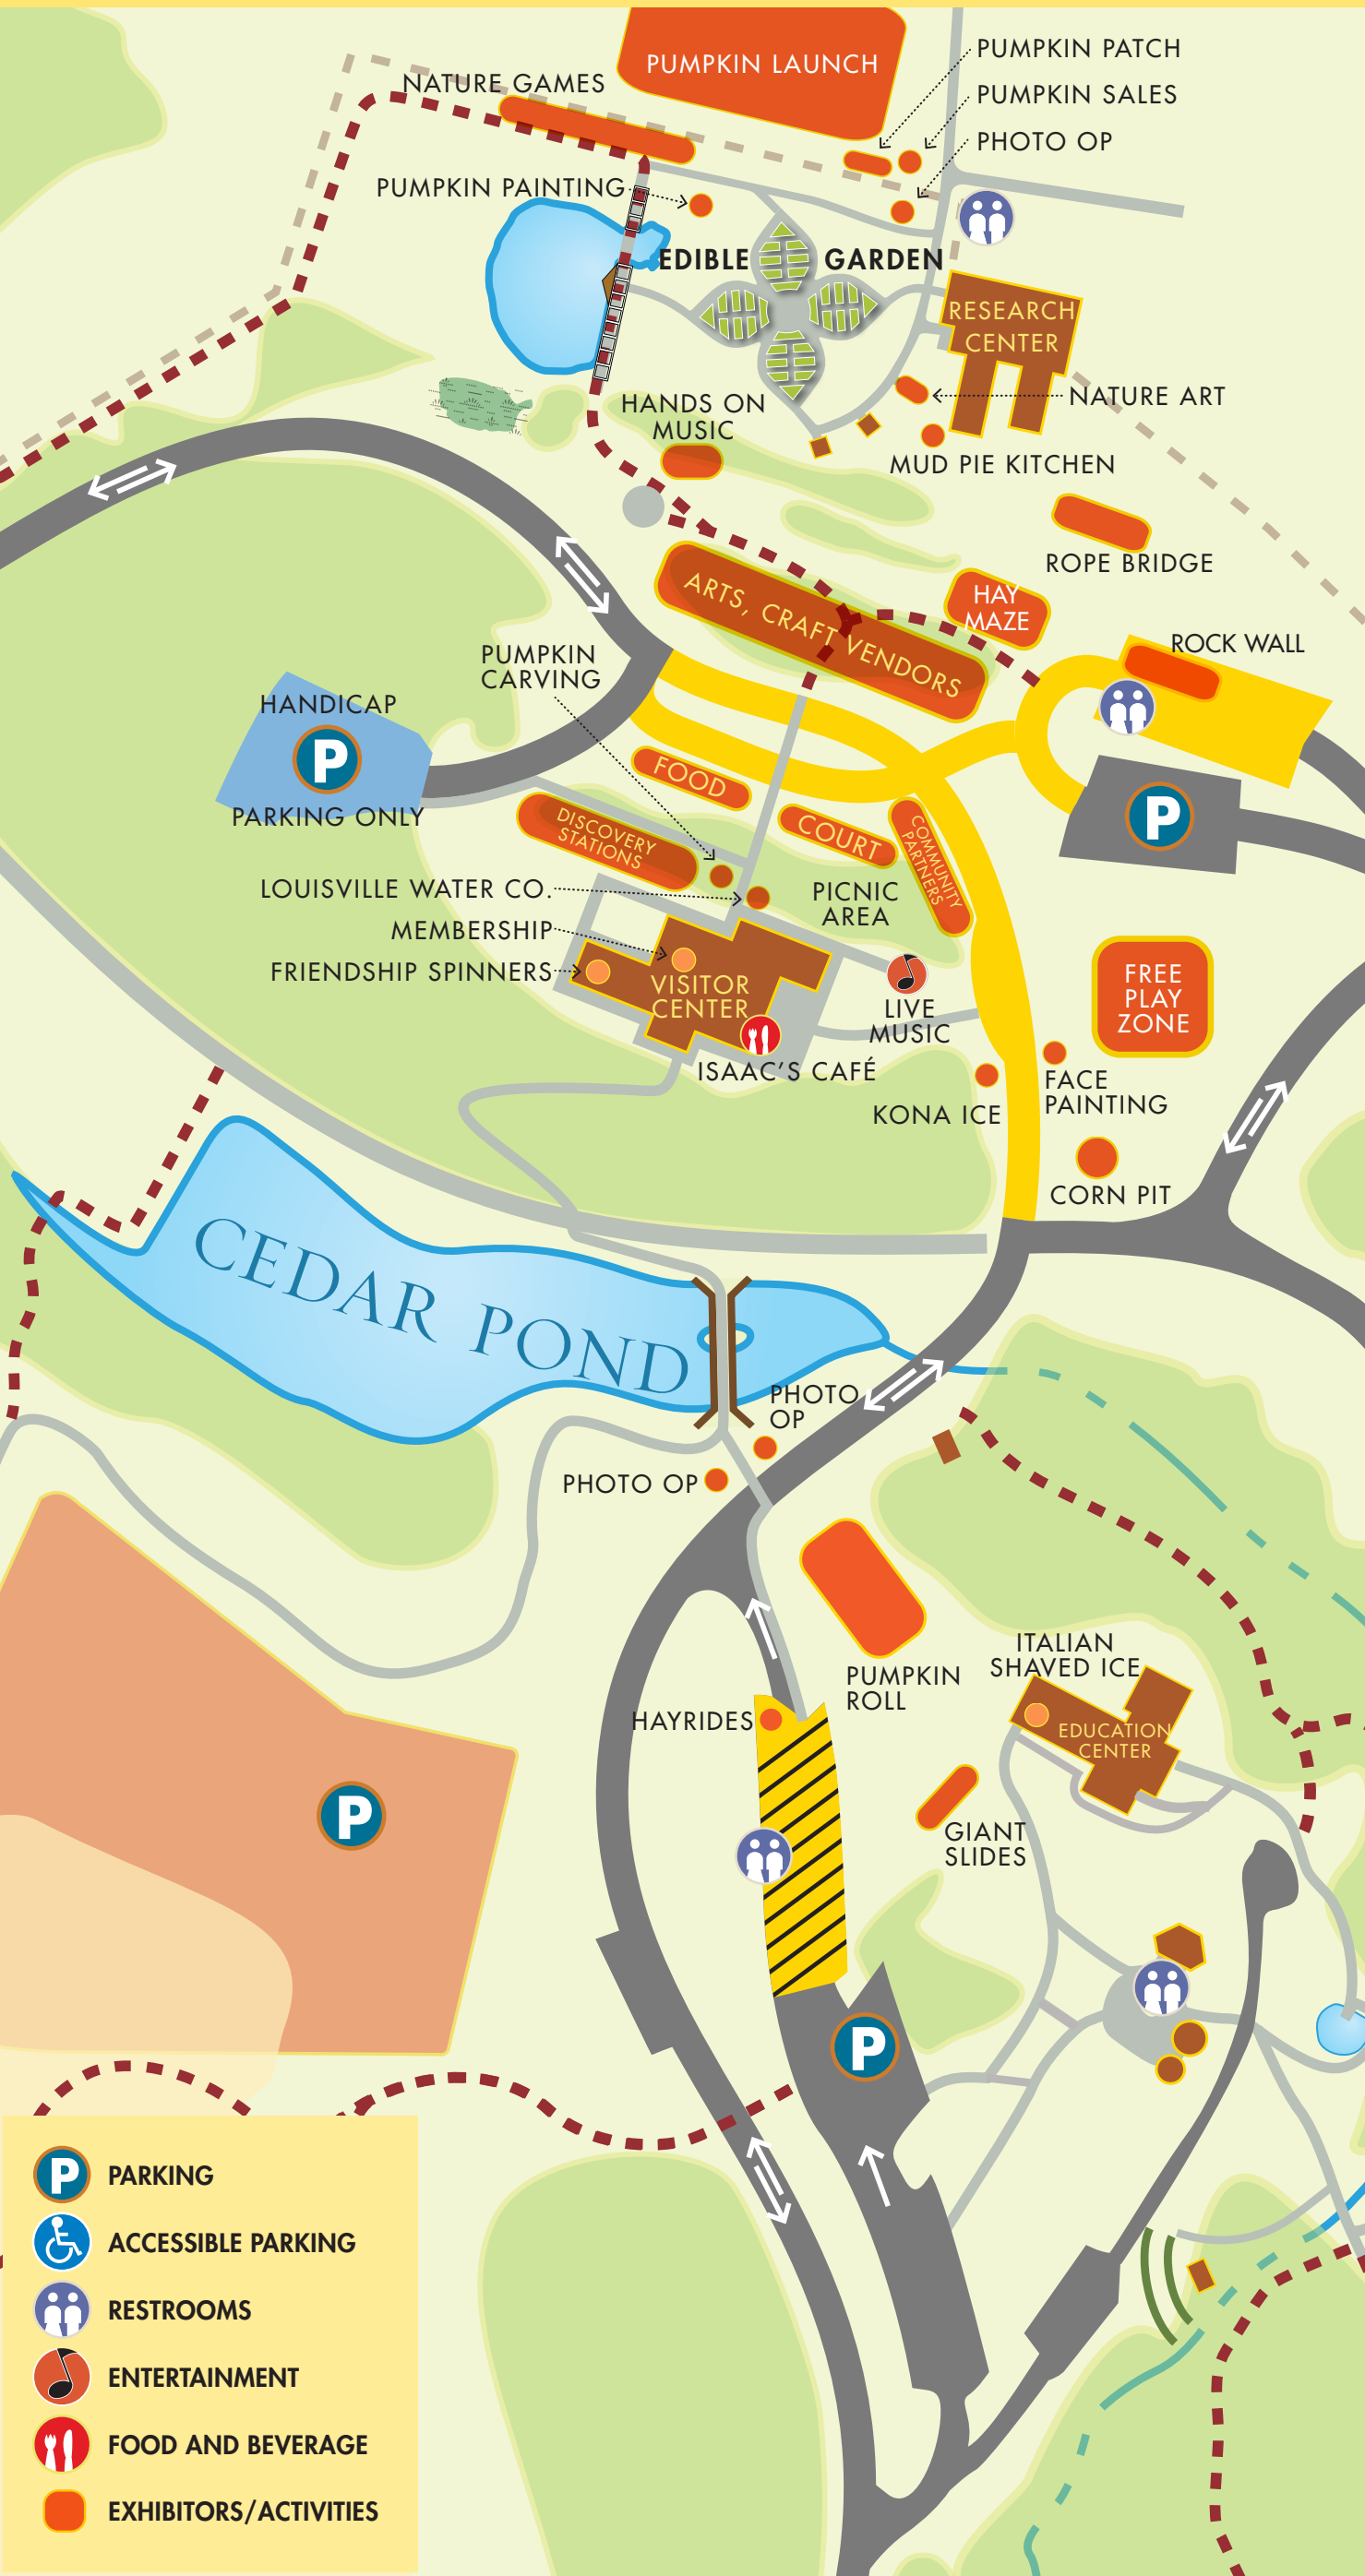 PUMPKIN LAUNCH
PUMPKIN PATCH
PUMPKIN SALES
PHOTO OP
NATURE GAMES
PUMPKIN PAINTING
EDIBLE GARDEN
RESEARCH
CENTER
NATURE ART
HANDS ON
MUSIC
MUD PIE KITCHEN
ROPE BRIDGE
HAY
MAZE
ARTS, CRAFT VENDORS
ROCK WALL
PUMPKIN
CARVING
HANDICAP
P
PARKING ONLY
FOOD
COURT
P
DISCOVERY
STATIONS
COMMUNITY
PARTNERS
LOUISVILLE WATER CO.
PICNIC
AREA
MEMBERSHIP
FRIENDSHIP SPINNERS
VISITOR
CENTER
LIVE
MUSIC
FREE
PLAY
ZONE
ISAAC'S CAFÉ
FACE
PAINTING
KONA ICE
CORN PIT
CEDAR POND
PHOTO
OP
PHOTO OP
PUMPKIN
ROLL
ITALIAN
SHAVED ICE
HAYRIDES
EDUCATION
CENTER
P
GIANT
SLIDES
P
P PARKING
ACCESSIBLE PARKING
RESTROOMS
ENTERTAINMENT
FOOD AND BEVERAGE
EXHIBITORS/ACTIVITIES